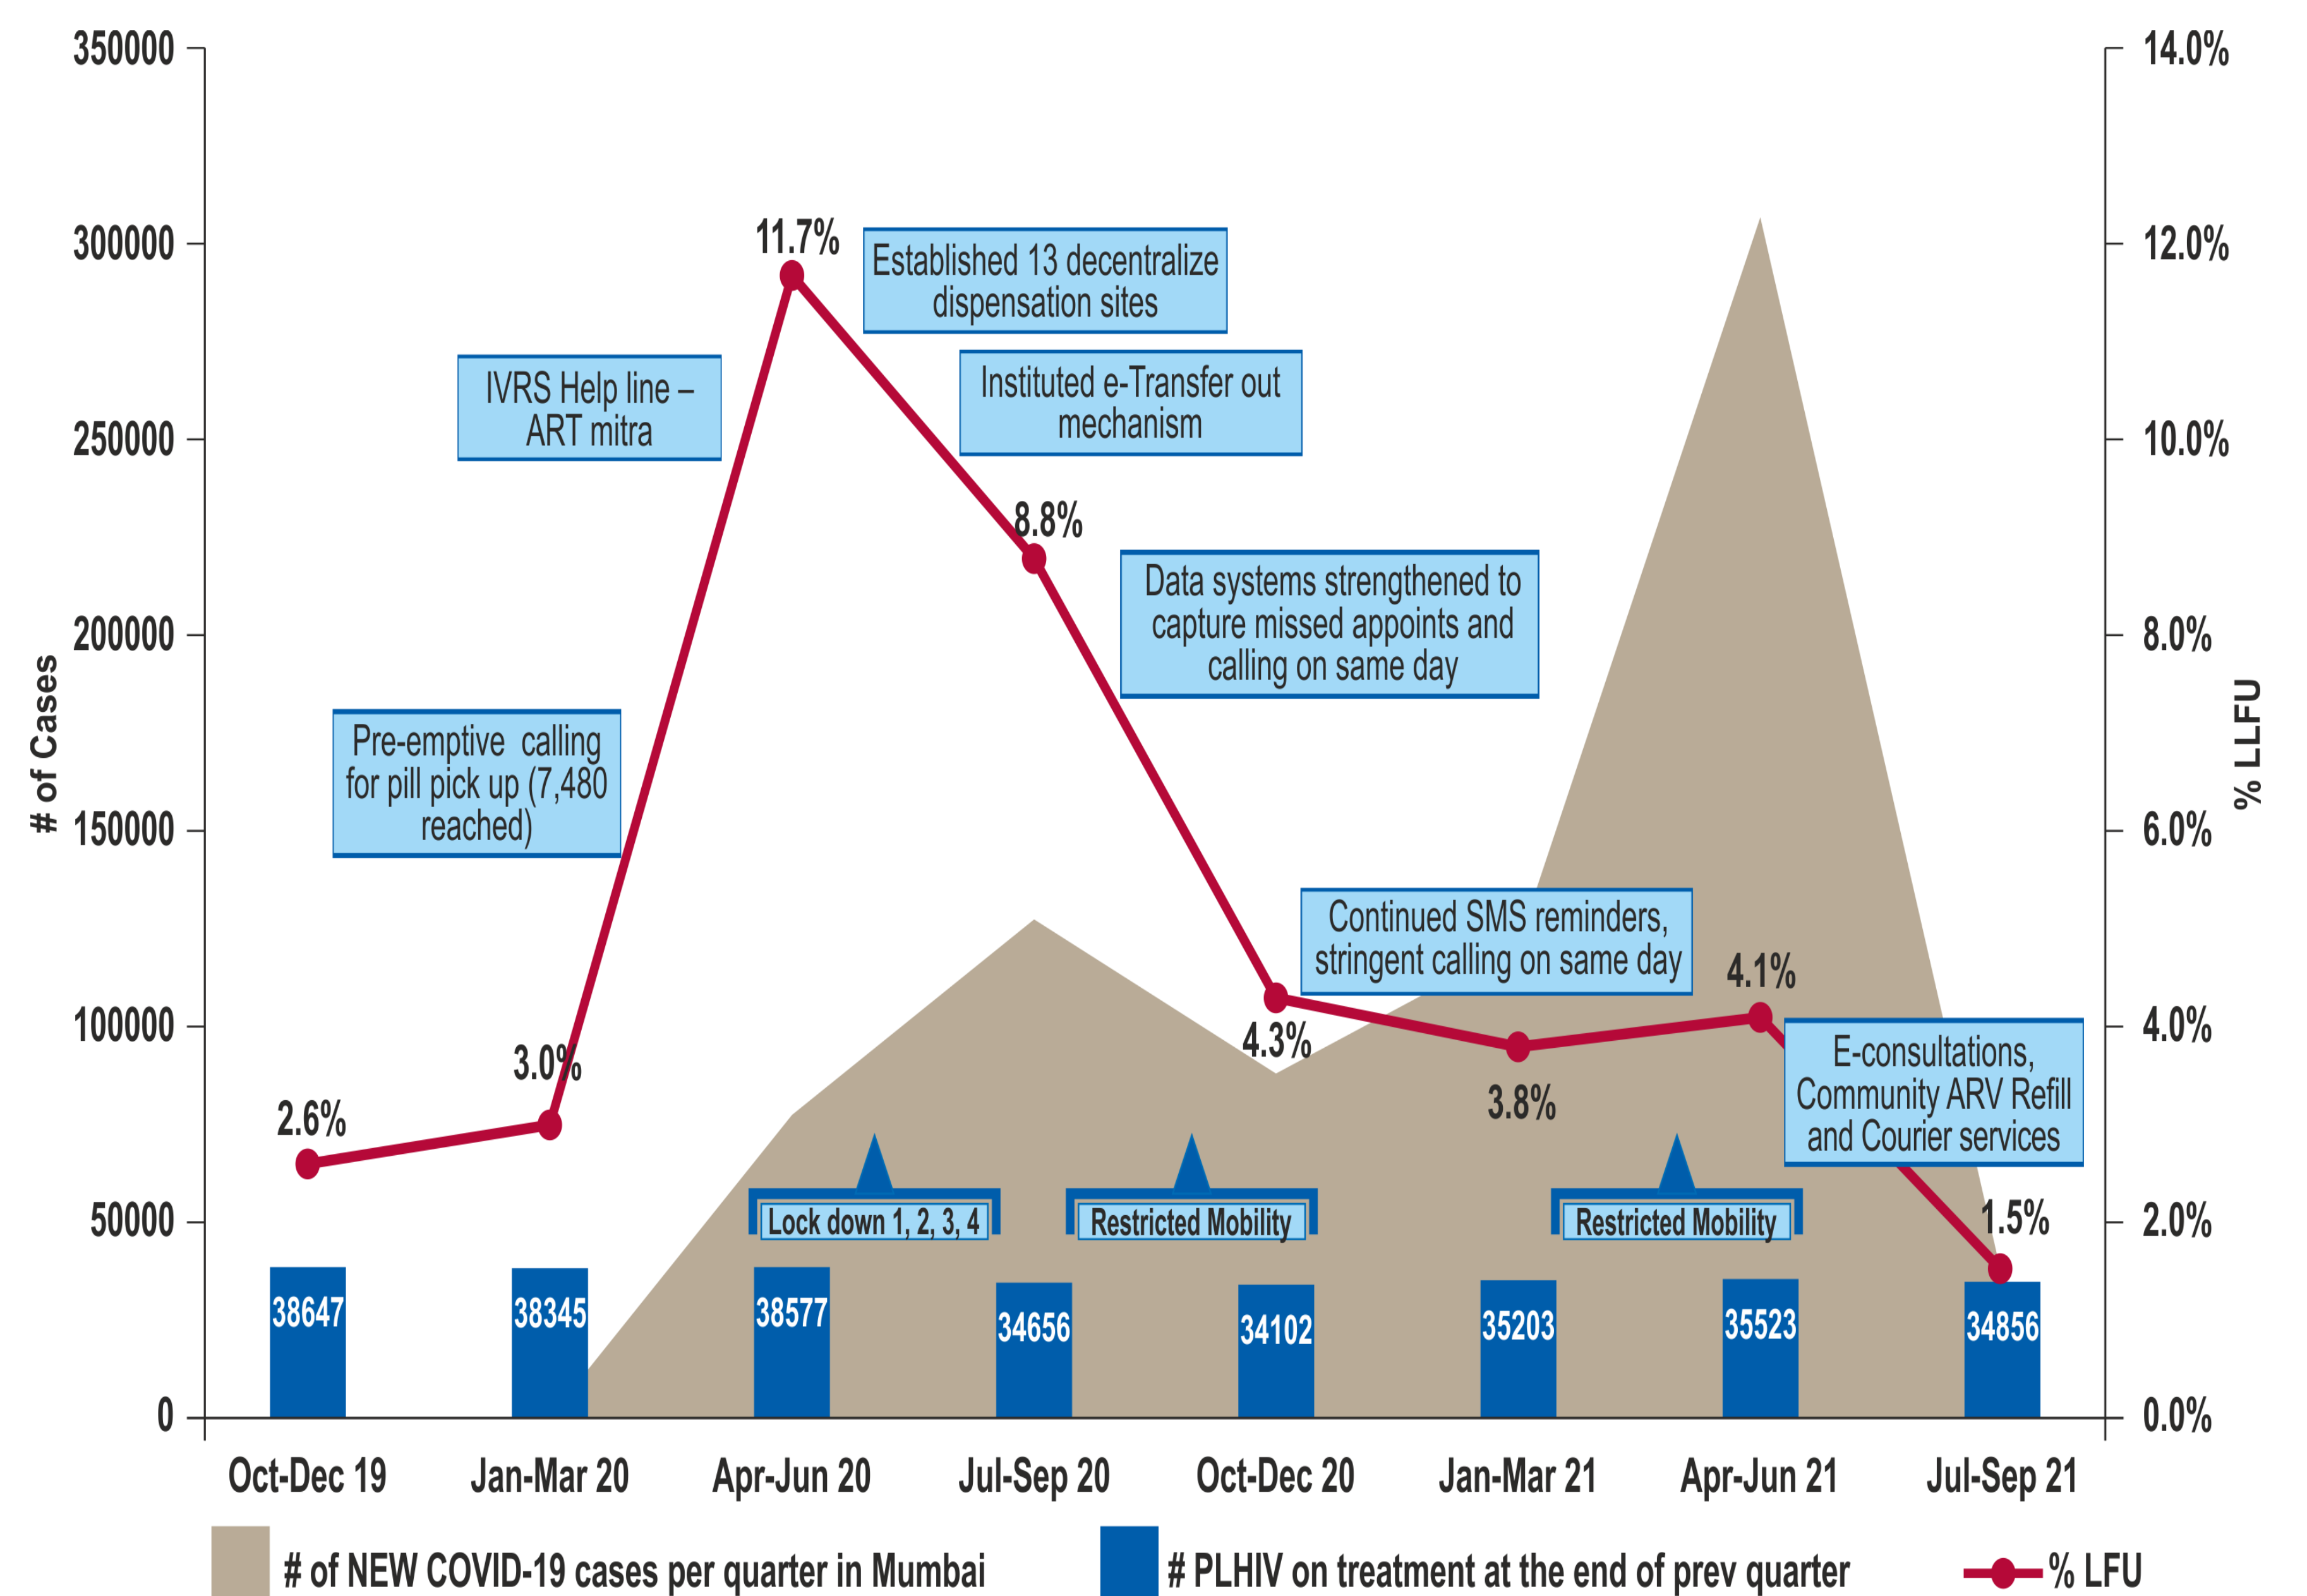 350000
300000
250000
200000
150000
100000
50000
0
# of Cases
14.0%
12.0%
10.0%
8.0%
6.0%
4.0%
2.0%
0.0%
% LLFU
11.7%
Established 13 decentralize
dispensation sites
IVRS Help line –
ART mitra
Instituted e-Transfer out
mechanism
8.8%
Data systems strengthened to
capture missed appoints and
calling on same day
Pre-emptive calling
for pill pick up (7,480
reached)
Continued SMS reminders,
stringent calling on same day
4.1%
4.3%
3.0%
3.8%
2.6%
E-consultations,
Community ARV Refill
and Courier services
1.5%
Lock down 1, 2, 3, 4
Restricted Mobility
Restricted Mobility
38647
38345
38577
34656
34102
35203
35523
34856
Oct-Dec 19
Jan-Mar 20
Apr-Jun 20
Jul-Sep 20
Oct-Dec 20
Jan-Mar 21
Apr-Jun 21
Jul-Sep 21
# of NEW COVID-19 cases per quarter in Mumbai
# PLHIV on treatment at the end of prev quarter
% LFU